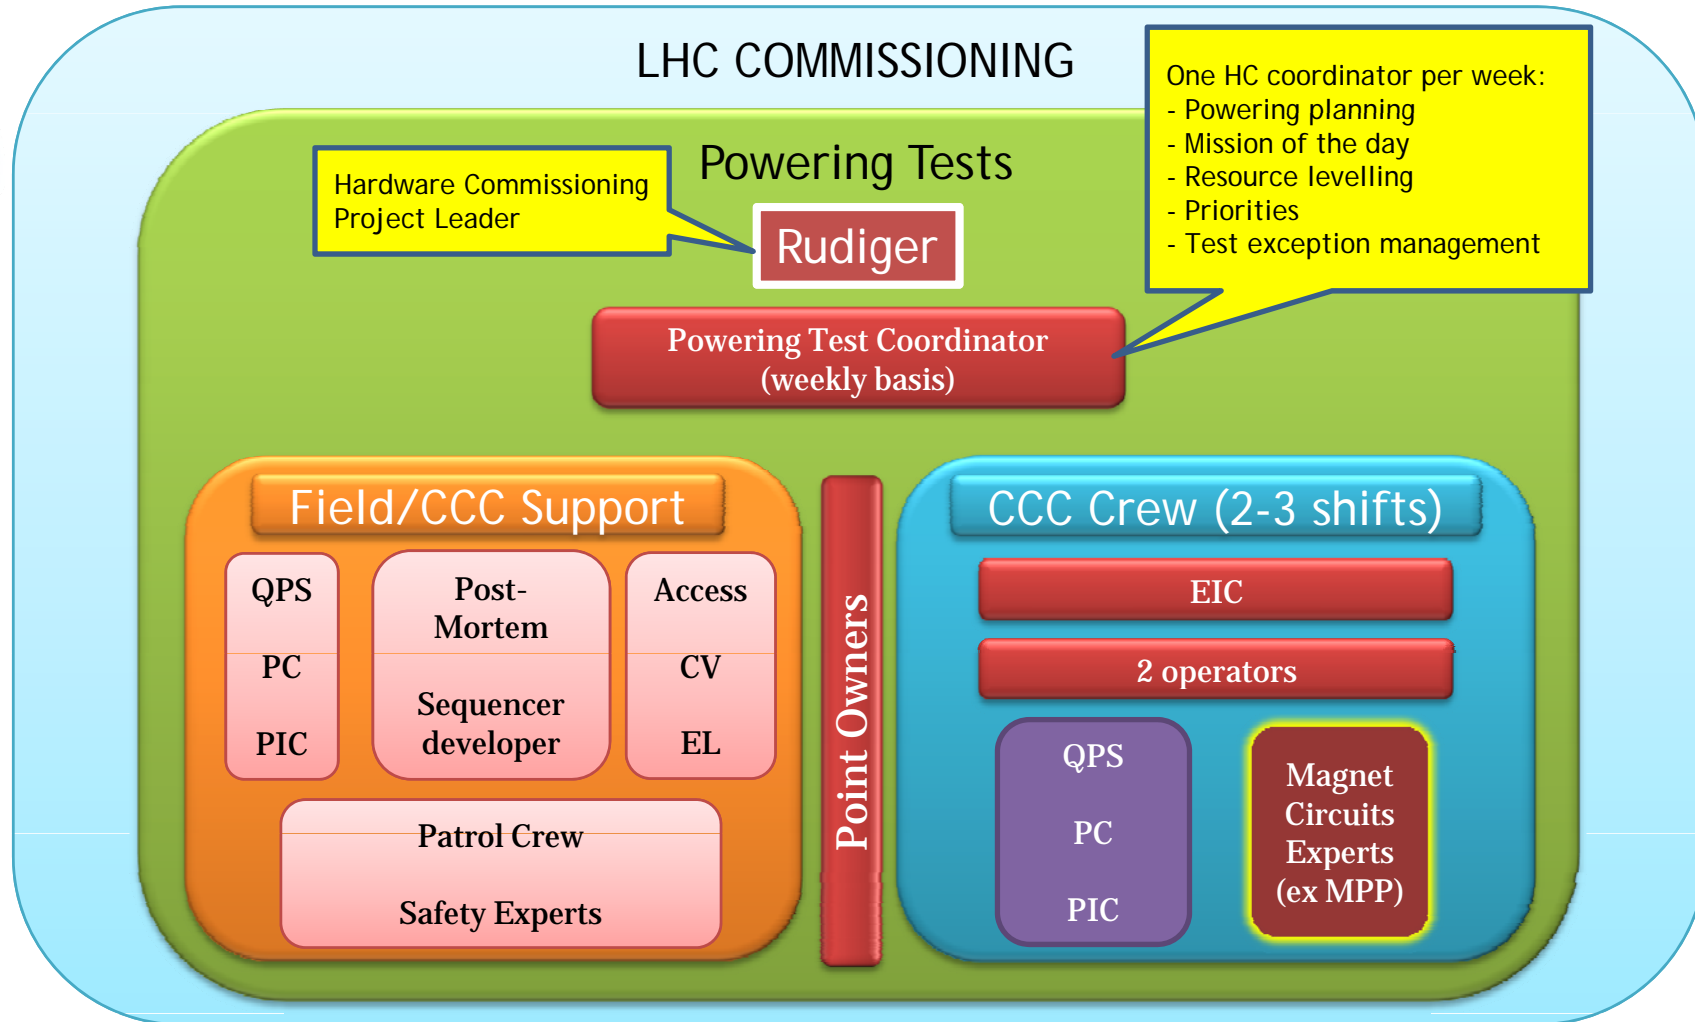 LHC COMMISSIONING
One HC coordinator per week:
- Powering planning
- Mission of the day
- Resource levelling
- Priorities
- Test exception management
Powering Tests
Hardware Commissioning
Project Leader
Rudiger
Powering Test Coordinator
(weekly basis)
Field/CCC Support
QPS
PC
PIC
Post-
Mortem
Sequencer
developer
Access
CV
EL
Patrol Crew
Safety Experts
Point Owners
CCC Crew (2-3 shifts)
EIC
2 operators
QPS
PC
PIC
Magnet
Circuits
Experts
(ex MPP)